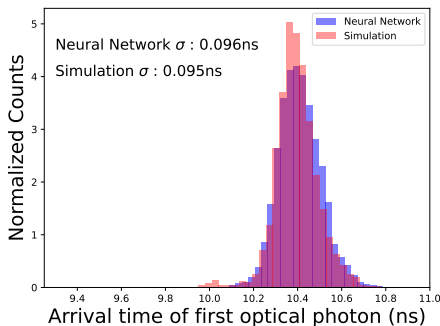 Neural Network σ : 0.096ns
Simulation σ : 0.095ns
Neural Network
Simulation
Normalized Counts
5
4
3
2
1
0
9.4 9.6 9.8 10.0 10.2 10.4 10.6 10.8 11.0
Arrival time of first optical photon (ns)